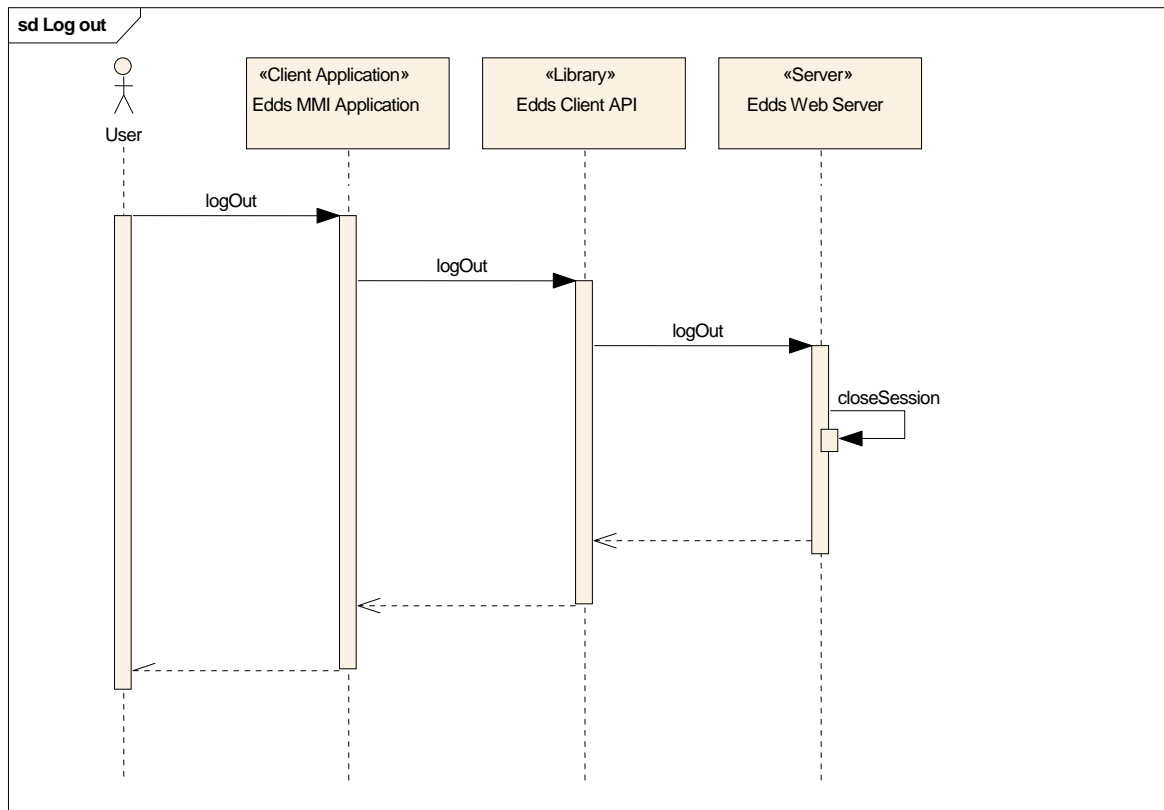 sd Log out
«Client Application»
Edds MMI Application
«Library»
Edds Client API
«Server»
Edds Web Server
User
logOut
logOut
logOut
closeSession